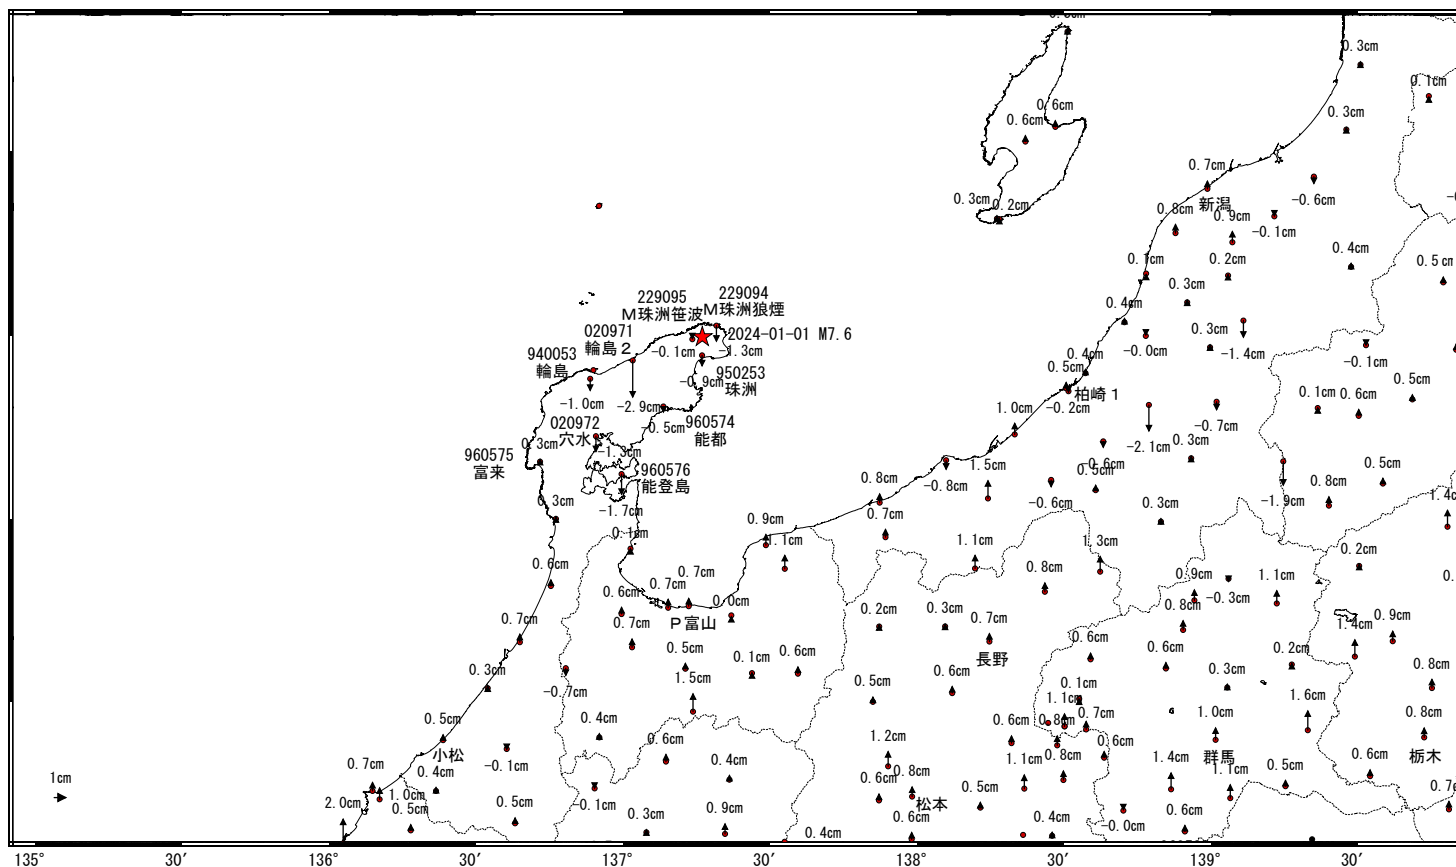 0.3cm
0.1cm
0.6cm
0.6cm
0.3cm
0.7cm
-0.6cm
新潟
0.3cm
0.2cm
0.8cm
0.9cm
-0.1cm
0.4cm
0.1cm
0.2cm
0.5cm
0.3cm
229095
M珠洲笹波
229094
M珠洲狼煙
0.4cm
020971
輪島2
2024-01-01 M7.6
0.3cm
-0.1cm
-1.3cm
-0.0cm
-1.4cm
-0.1cm
940053
輪島
0.4cm
0.5cm
-0.9cm
950253
珠洲
柏崎1
-0.2cm
0.1cm
0.6cm
0.5cm
-1.0cm
-2.9cm
-0.5cm
960574
能都
1.0cm
-2.1cm
-0.7cm
020972
穴水
0.3cm
-1.3cm
0.3cm
960575
富来
960576
能登島
-0.6cm
0.5cm
-0.8cm
1.5cm
-0.6cm
0.5cm
0.8cm
-1.7cm
0.8cm
-1.9cm
0.3cm
0.3cm
0.1cm
0.9cm
1.1cm
0.7cm
1.1cm
1.3cm
0.2cm
0.6cm
0.6cm
0.7cm
0.7cm
0.0cm
0.8cm
0.9cm
-0.3cm
1.1cm
P富山
0.7cm
0.7cm
0.2cm
0.3cm
0.7cm
長野
0.8cm
1.4cm
0.9cm
0.3cm
-0.7cm
0.5cm
0.1cm
0.6cm
0.6cm
0.6cm
0.2cm
1.5cm
0.5cm
0.6cm
0.1cm
0.3cm
0.8cm
0.5cm
小松
0.4cm
1.1cm
0.8cm
0.7cm
1.0cm
1.6cm
0.8cm
-0.1cm
0.6cm
0.4cm
1.2cm
0.6cm
0.8cm
0.6cm
群馬
栃木
1cm
0.7cm
0.4cm
1.0cm
0.5cm
0.5cm
-0.1cm
0.3cm
0.9cm
0.6cm
0.8cm
松本
0.5cm
1.1cm
1.4cm
1.1cm
0.5cm
0.6cm
2.0cm
0.4cm
0.6cm
0.4cm
-0.0cm
0.6cm
135°
30′
136°
30′
137°
30′
138°
30′
139°
30′